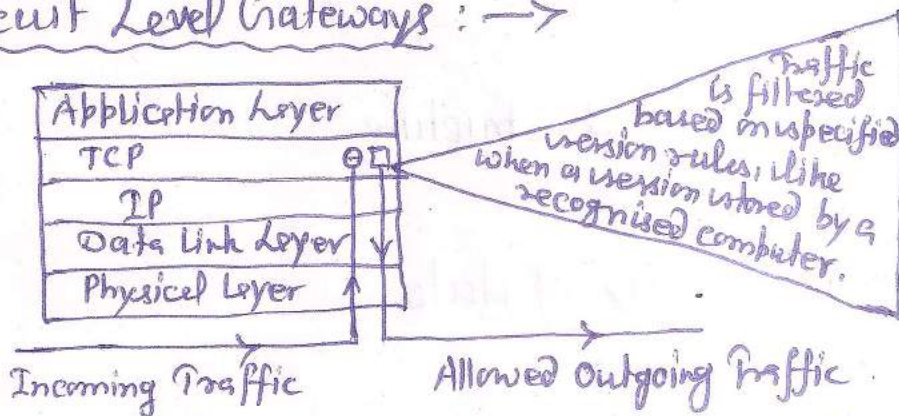 cuit Level Gateways : →
Application Layer
TCP
IP
Data Link Layer
Physical Layer
Incoming Traffic
Allowed Outgoing Traffic
Traffic
is filtered
based on specified
session rules, like
when a session stored by a
recognised computer.